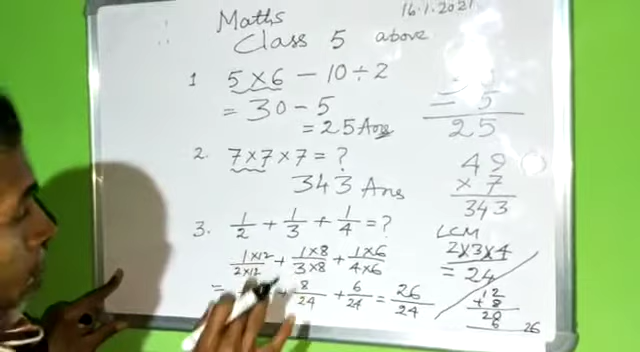 Maths 16.1.2021
Class 5 above
1 5 × 6 − 10 ÷ 2
= 30 − 5
= 25 Ans
= 5
25
2. 7 × 7 × 7 = ?
343 Ans
49
× 7
343
3. 1/2 + 1/3 + 1/4 = ?
1×12/2×12 + 1×8/3×8 + 1×6/4×6
= + 8/24 + 6/24 = 26/24
LCM
2×3×4
= 24
12
+ 8
20
6 26